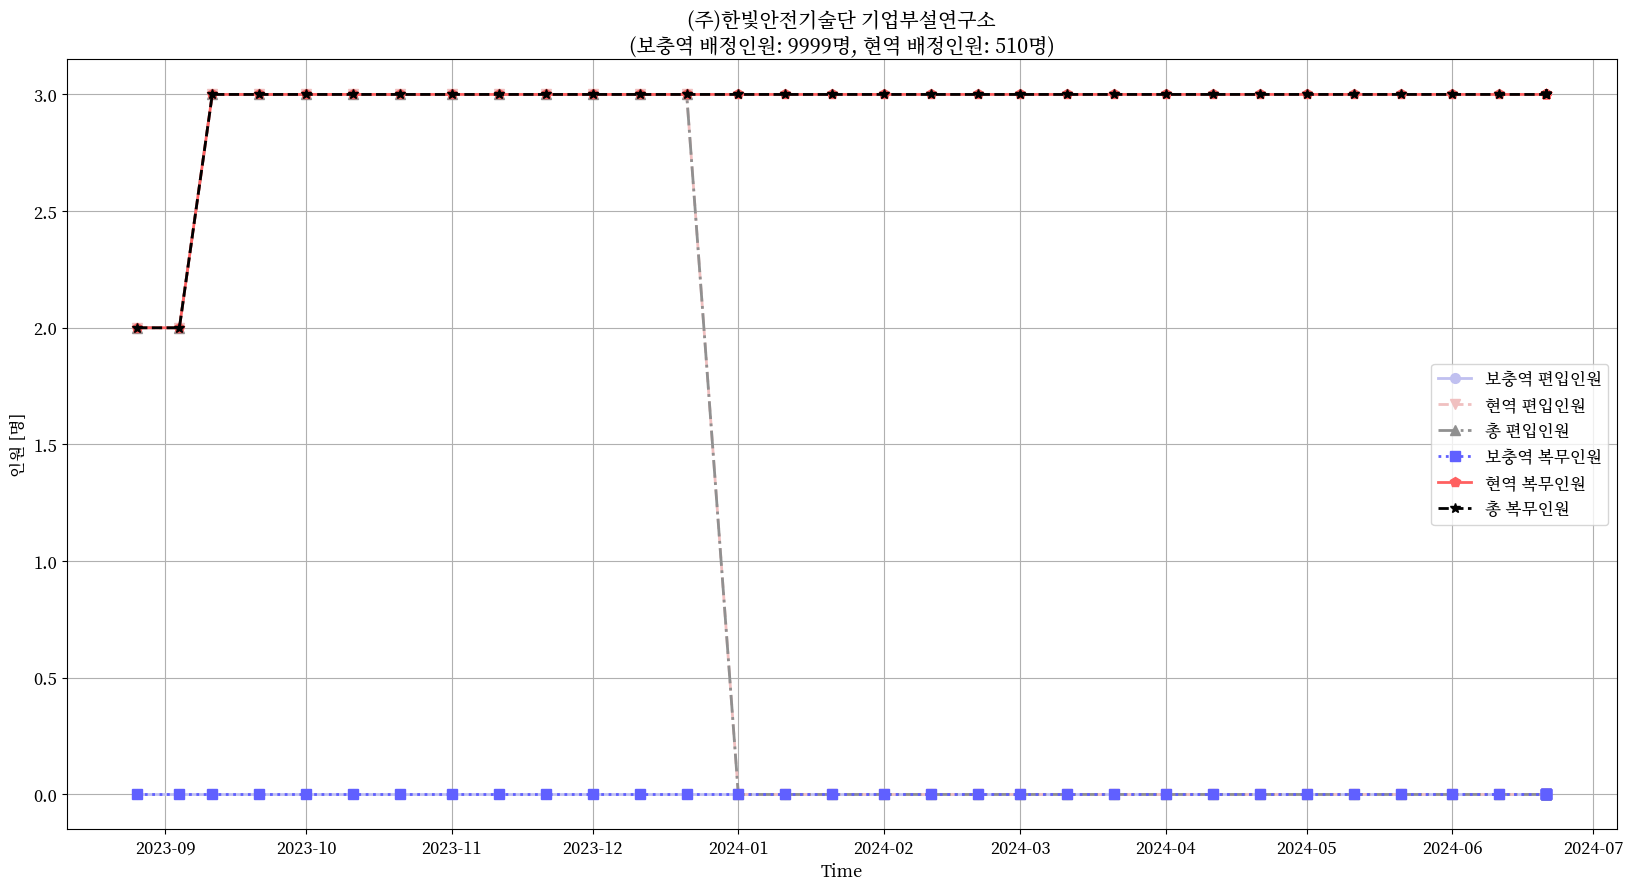 (주)한빛안전기술단 기업부설연구소
(보충역 배정인원: 9999명, 현역 배정인원: 510명)
인원 [명]
3.0
2.5
2.0
1.5
1.0
0.5
0.0
보충역 편입인원
현역 편입인원
총 편입인원
보충역 복무인원
현역 복무인원
총 복무인원
2023-09
2023-10
2023-11
2023-12
2024-01
2024-02
2024-03
2024-04
2024-05
2024-06
2024-07
Time